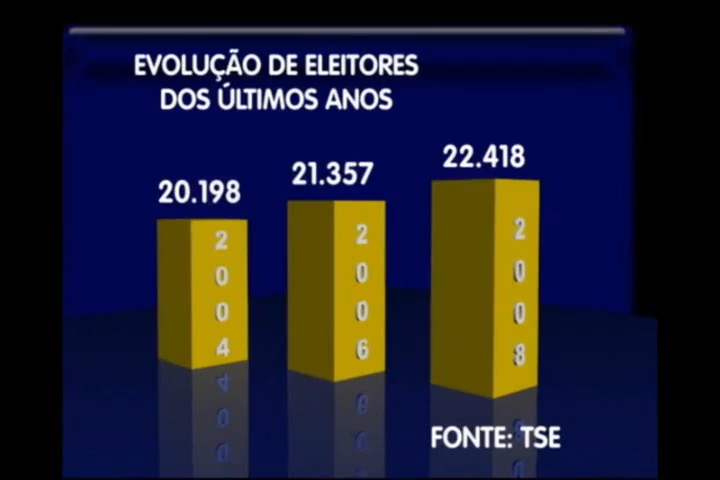 EVOLUÇÃO DE ELEITORES
DOS ÚLTIMOS ANOS
20.198
21.357
22.418
2004
2006
2008
FONTE: TSE